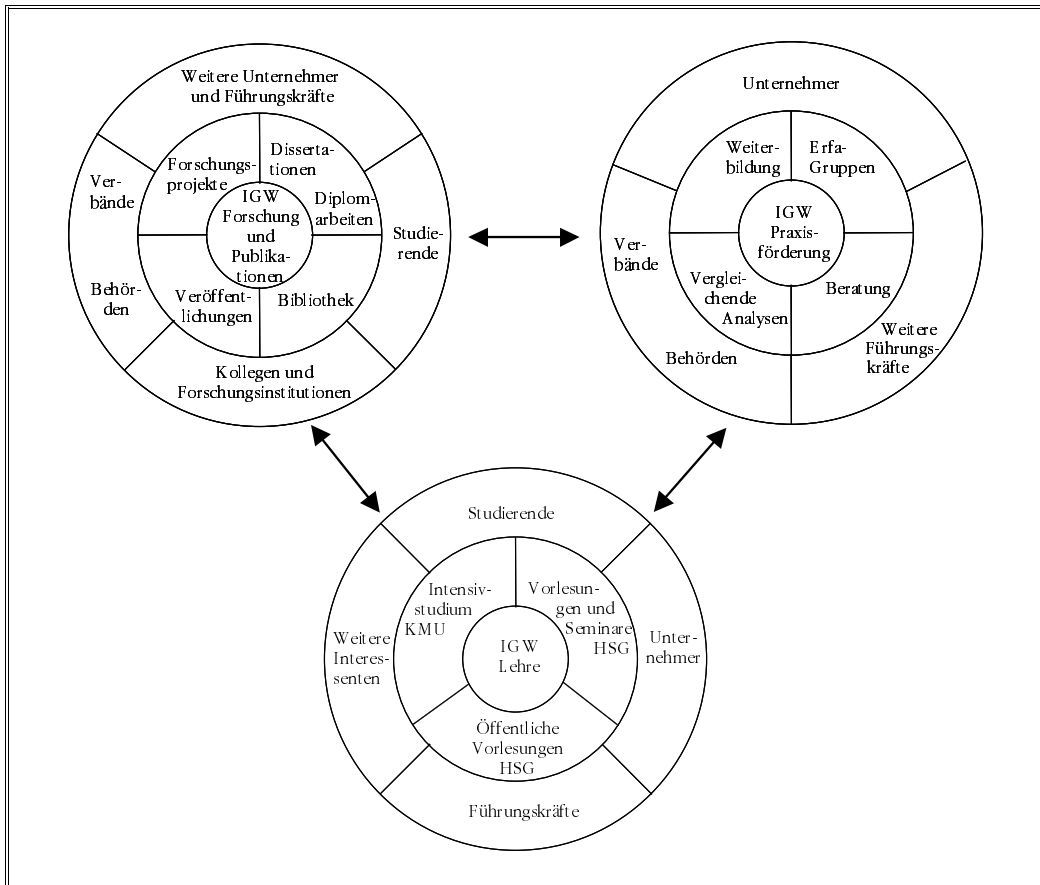 Weitere Unternehmer
und Führungskräfte
Ver-
bände
Behör-
den
Studie-
rende
Kollegen und
Forschungsinstitutionen
Forschungs-
projekte
Disserta-
tionen
Diplom-
arbeiten
Veröffent-
lichungen
Bibliothek
IGW
Forschung
und
Publika-
tionen
Unternehmer
Ver-
bände
Behörden
Weitere
Führungs-
kräfte
Weiter-
bildung
Erfa-
Gruppen
Verglei-
chende
Analysen
Beratung
IGW
Praxis-
förderung
Studierende
Weitere
Interes-
senten
Unter-
nehmer
Führungskräfte
Intensiv-
studium
KMU
Vorlesun-
gen und
Seminare
HSG
Öffentliche
Vorlesungen
HSG
IGW
Lehre